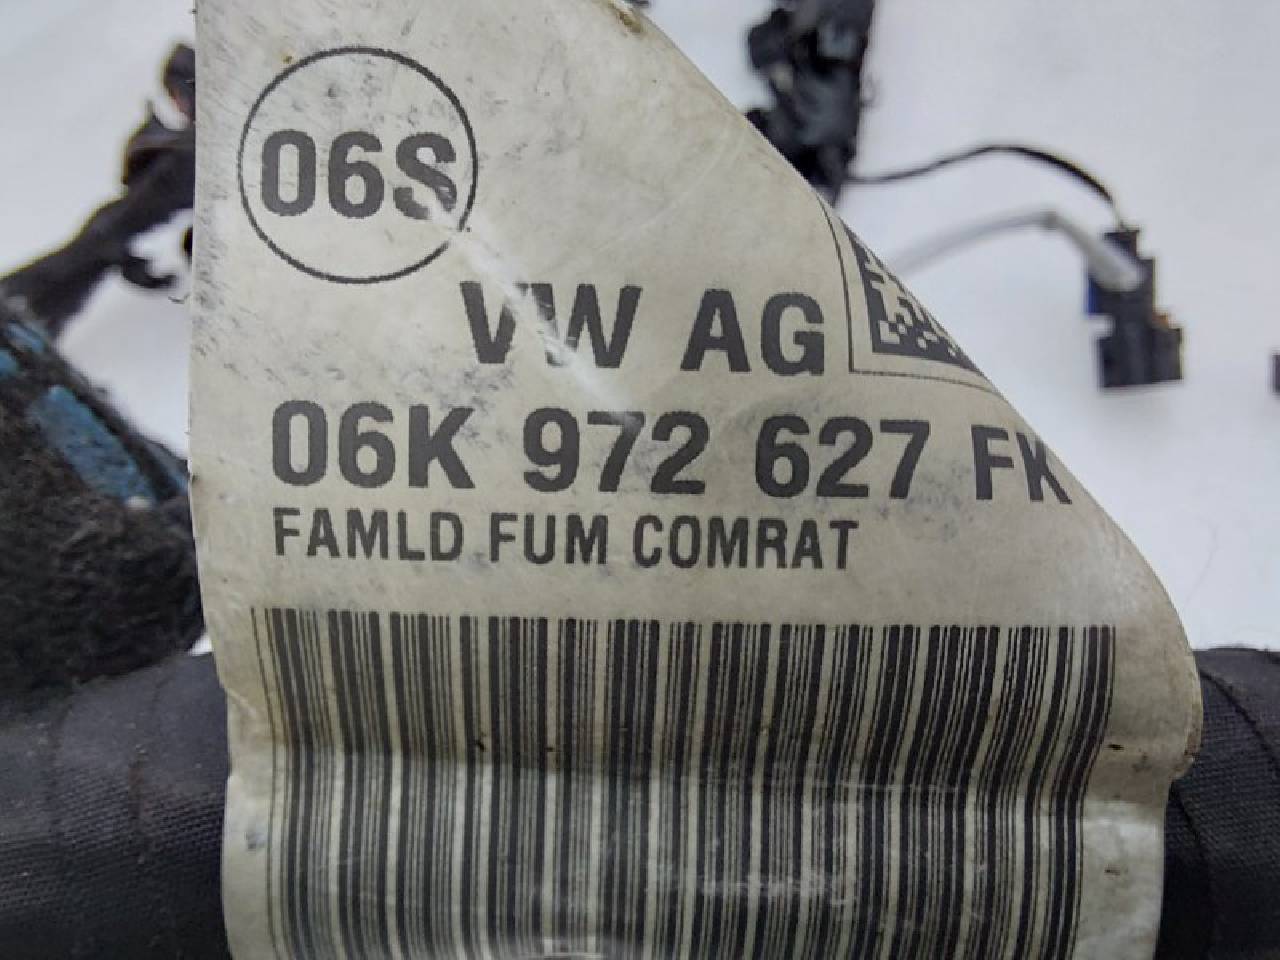 06S
VW AG
06K 972 627 FK
FAMLD FUM COMRAT